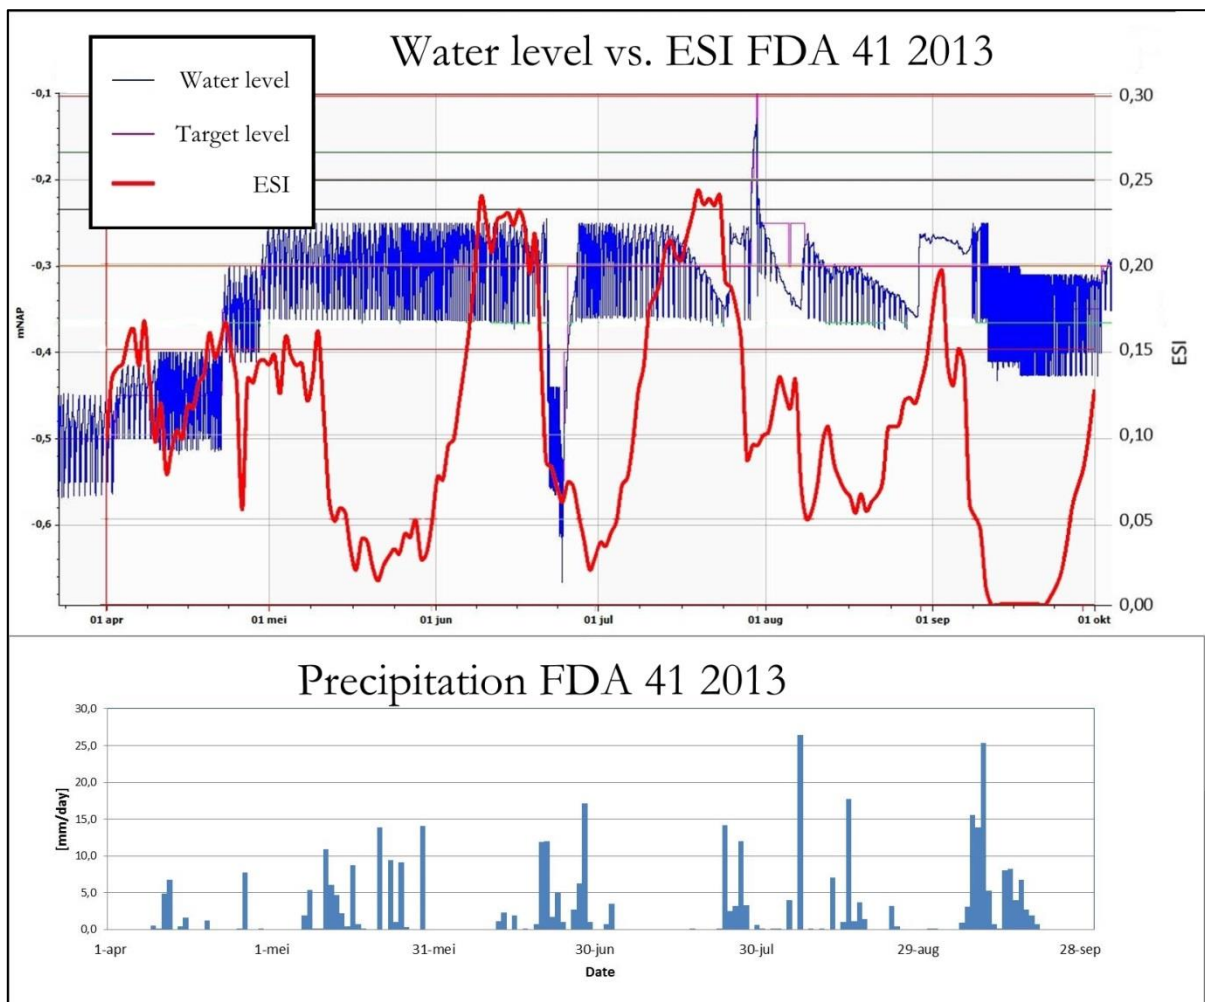 Water level vs. ESI FDA 41 2013
Water level
Target level
ESI
-0,1
-0,2
-0,3
-0,4
-0,5
-0,6
mNAP
0,30
0,25
0,20
0,15
0,10
0,05
0,00
ESI
01 apr
01 mei
01 jun
01 jul
01 aug
01 sep
01 okt
Precipitation FDA 41 2013
30,0
25,0
20,0
15,0
10,0
5,0
0,0
[mm/day]
1-apr
1-mei
31-mei
30-jun
30-jul
29-aug
28-sep
Date